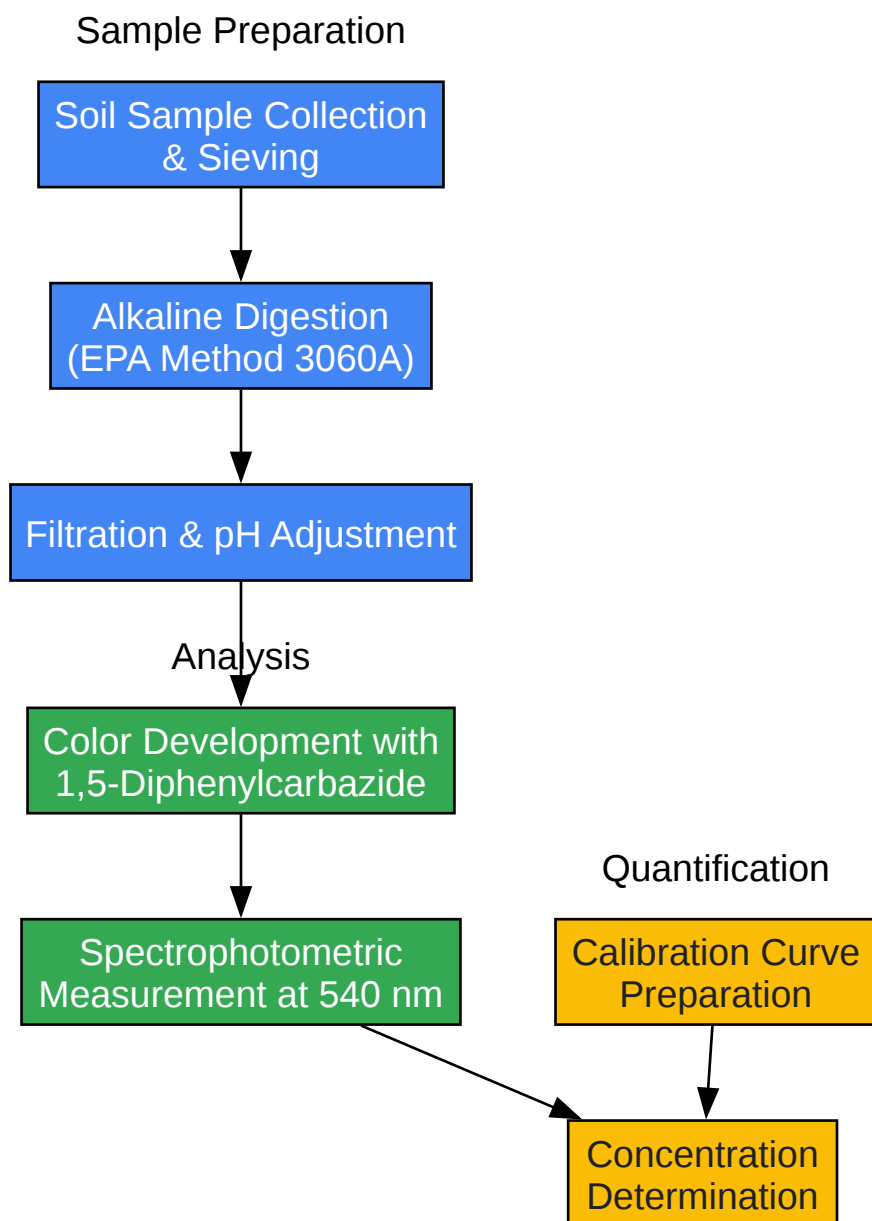 Sample Preparation
Soil Sample Collection
& Sieving
Alkaline Digestion
(EPA Method 3060A)
Filtration & pH Adjustment
Analysis
Color Development with
1,5-Diphenylcarbazide
Spectrophotometric
Measurement at 540 nm
Quantification
Calibration Curve
Preparation
Concentration
Determination